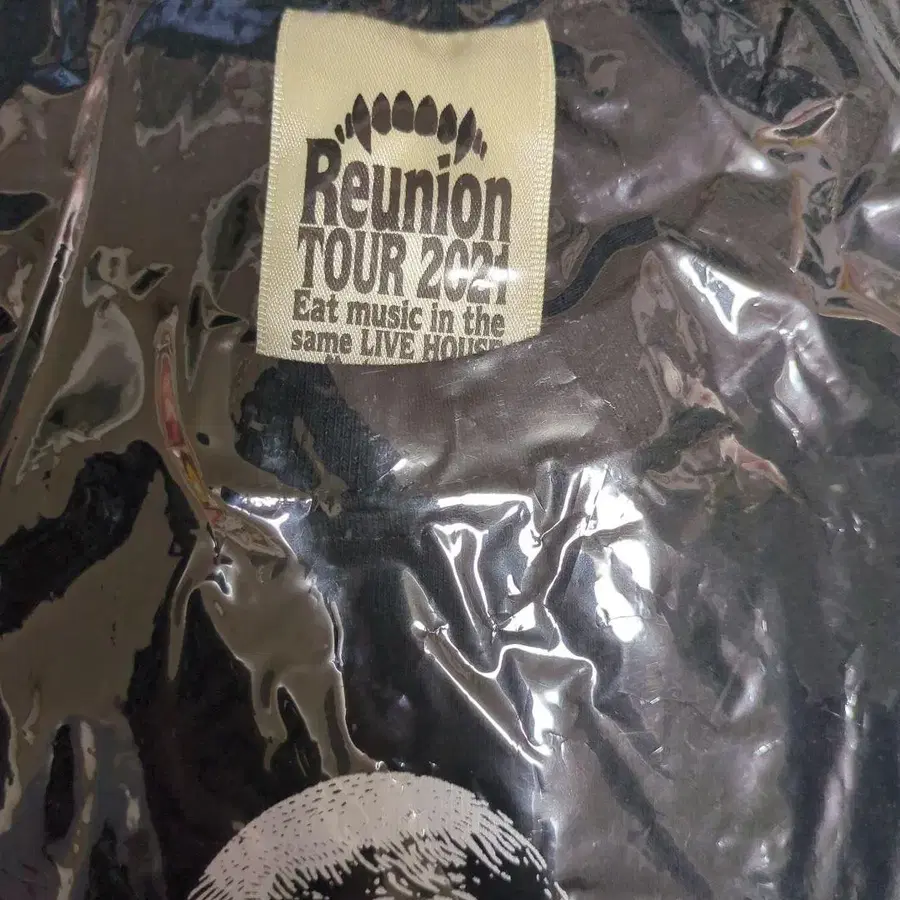 Reunion
TOUR 2021
Eat music in the
same LIVE HOUSE